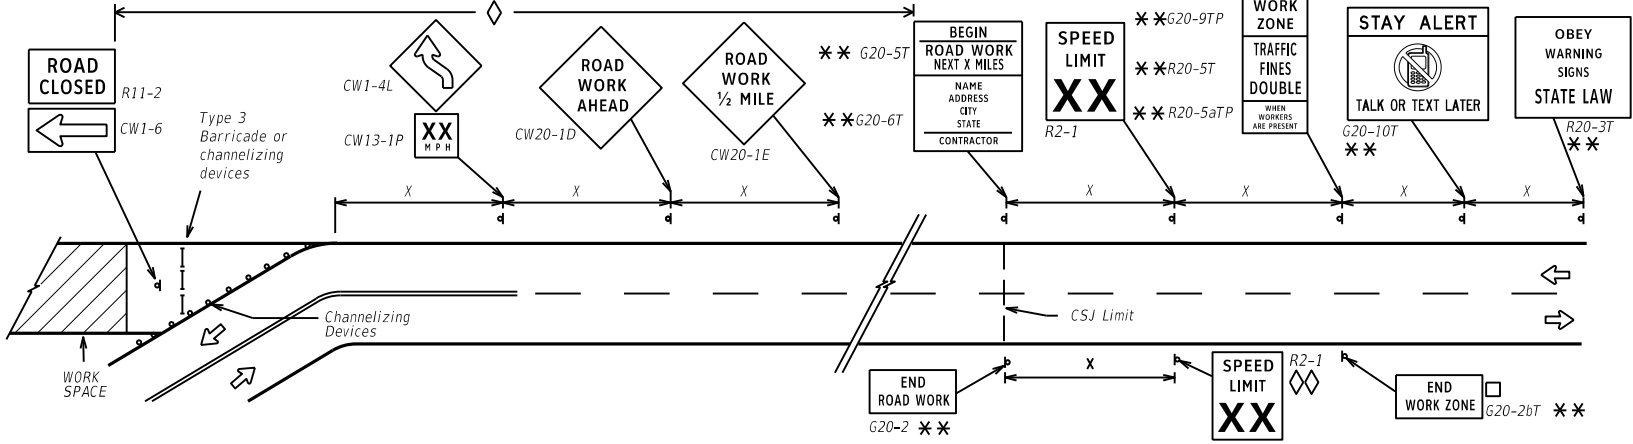 ROAD
CLOSED
R11-2
CW1-6
Type 3
Barricade or
channelizing
devices
CW1-4L
XX
MPH
CW13-1P
ROAD
WORK
AHEAD
CW20-1D
ROAD
WORK
½ MILE
CW20-1E
** G20-5T
** G20-6T
BEGIN
ROAD WORK
NEXT X MILES
NAME
ADDRESS
CITY
STATE
CONTRACTOR
SPEED
LIMIT
XX
R2-1
** G20-9TP
** R20-5T
** R20-5aTP
WORK
ZONE
TRAFFIC
FINES
DOUBLE
WHEN
WORKERS
ARE PRESENT
STAY ALERT
TALK OR TEXT LATER
G20-10T
**
OBEY
WARNING
SIGNS
STATE LAW
R20-3T
**
X
X
X
X
X
X
X
Channelizing
Devices
WORK
SPACE
CSJ Limit
X
END
ROAD WORK
G20-2 **
SPEED
LIMIT
XX
R2-1
END
WORK ZONE
G20-2bT **